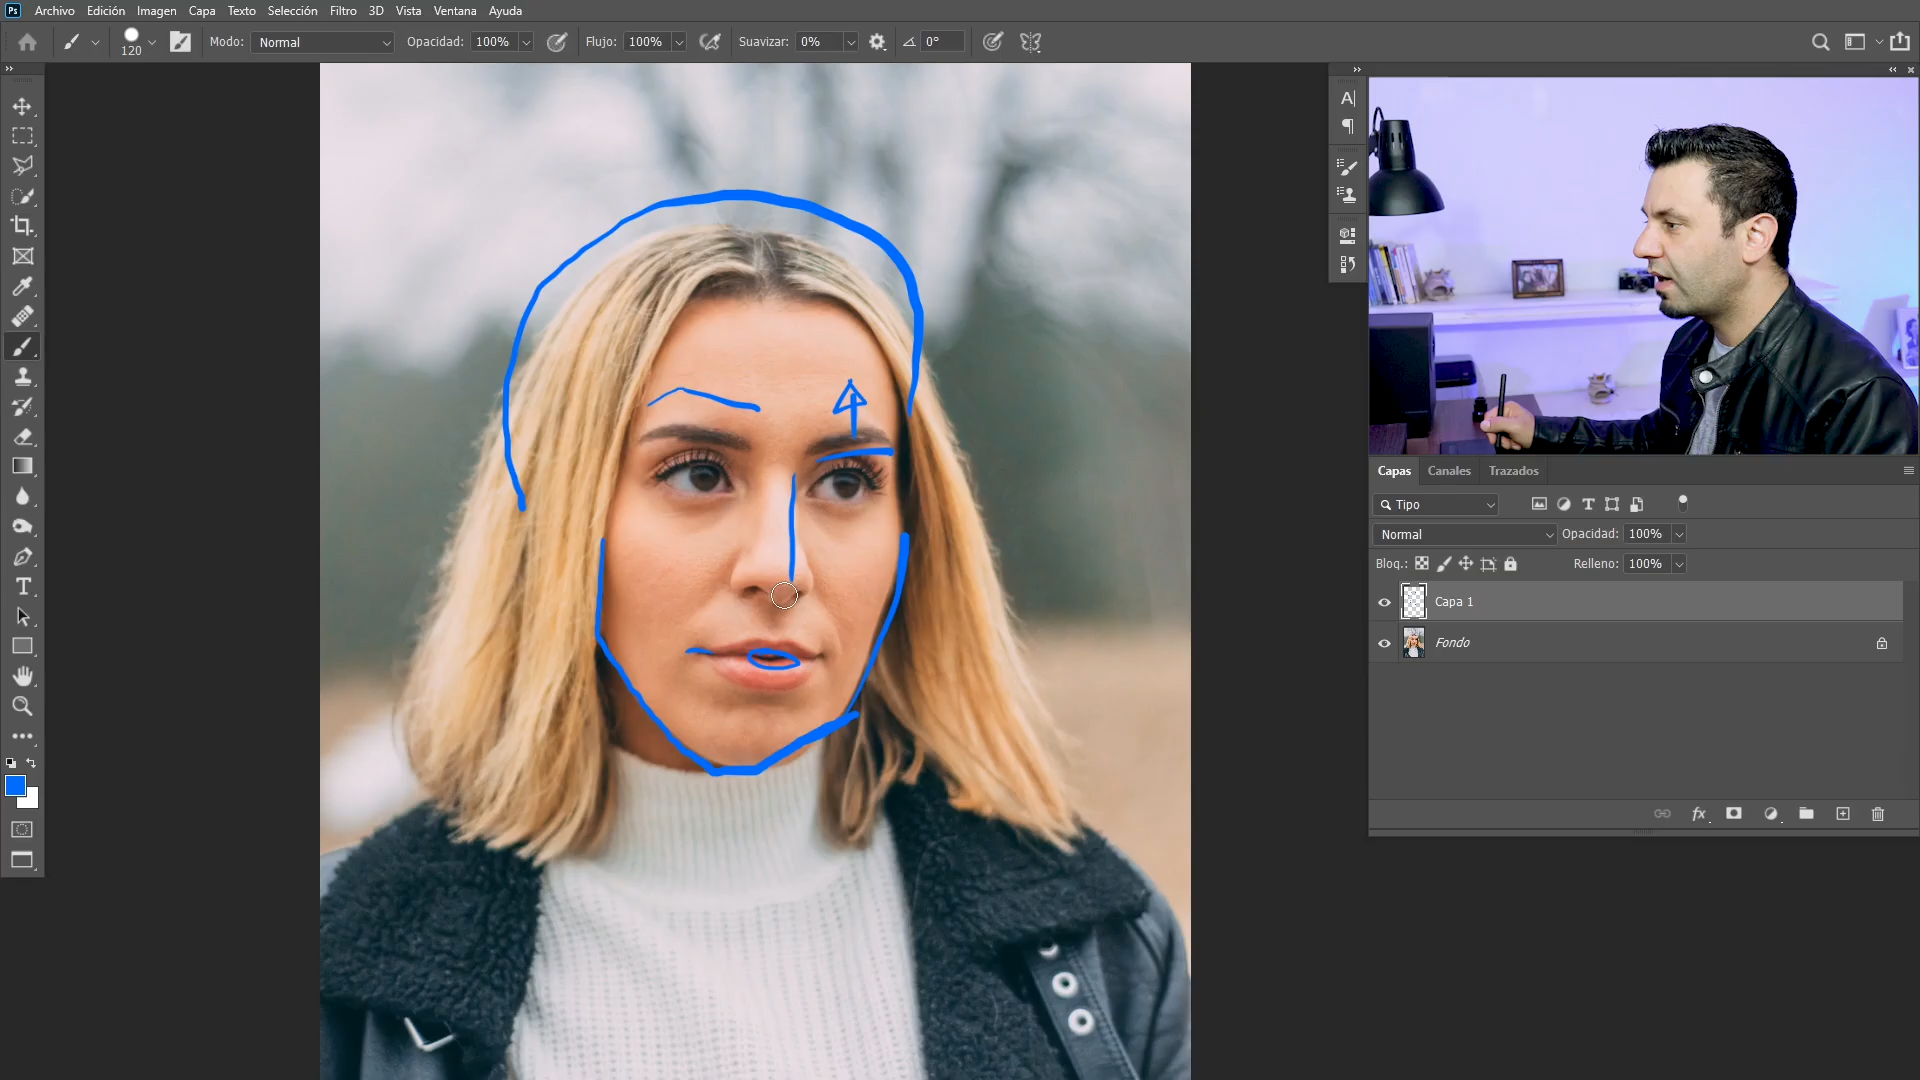 Ps Archivo Edición Imagen Capa Texto Selección Filtro 3D Vista Ventana Ayuda
120 Modo: Normal Opacidad: 100% Flujo: 100% Suavizar: 0% 0°
A
Capas Canales Trazados
Tipo
T
Normal Opacidad: 100%
Bloq.: Relleno: 100%
Capa 1
Fondo
T
fx